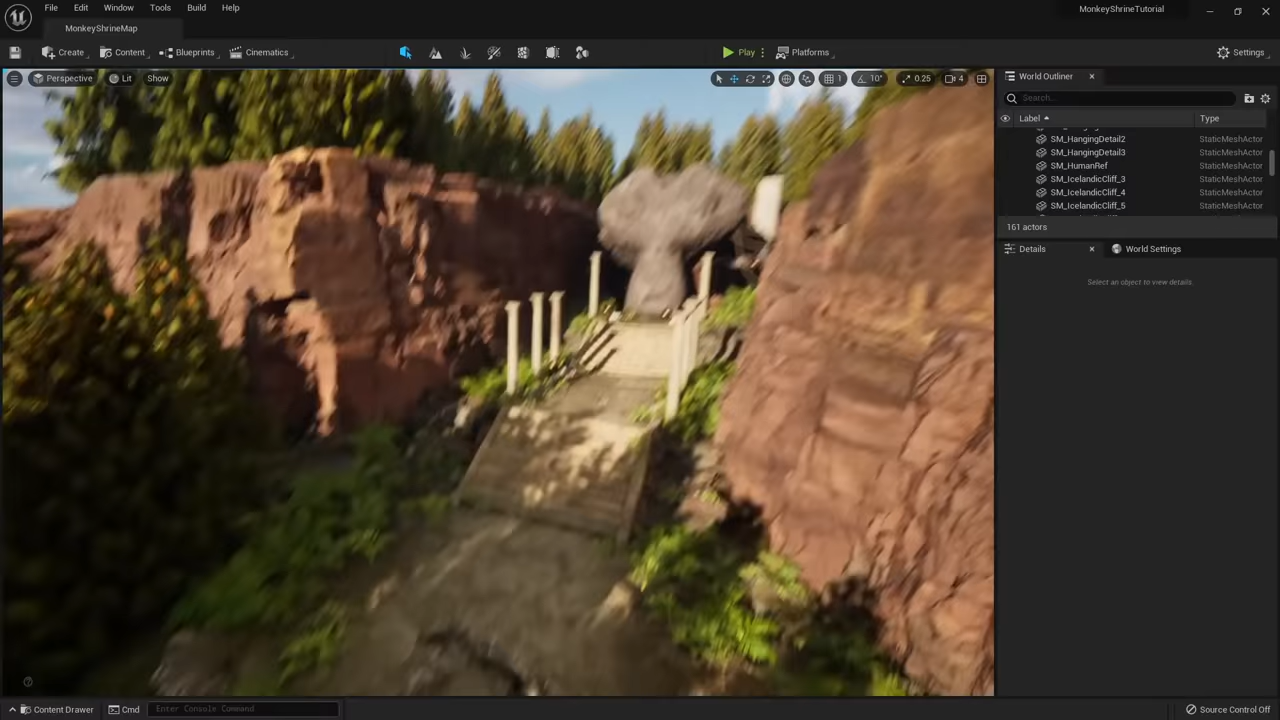 File Edit Window Tools Build Help
MonkeyShrineTutorial
MonkeyShrineMap
Create Content Blueprints Cinematics Play Platforms Settings
Perspective Lit Show 1 10° 0.25 4
World Outliner
Search...
Label Type
SM_HangingDetail2 StaticMeshActor
SM_HangingDetail3 StaticMeshActor
SM_HumanRef StaticMeshActor
SM_IcelandicCliff_3 StaticMeshActor
SM_IcelandicCliff_4 StaticMeshActor
SM_IcelandicCliff_5 StaticMeshActor
161 actors
Details World Settings
Select an object to view details.
Content Drawer Cmd Enter Console Command Source Control Off